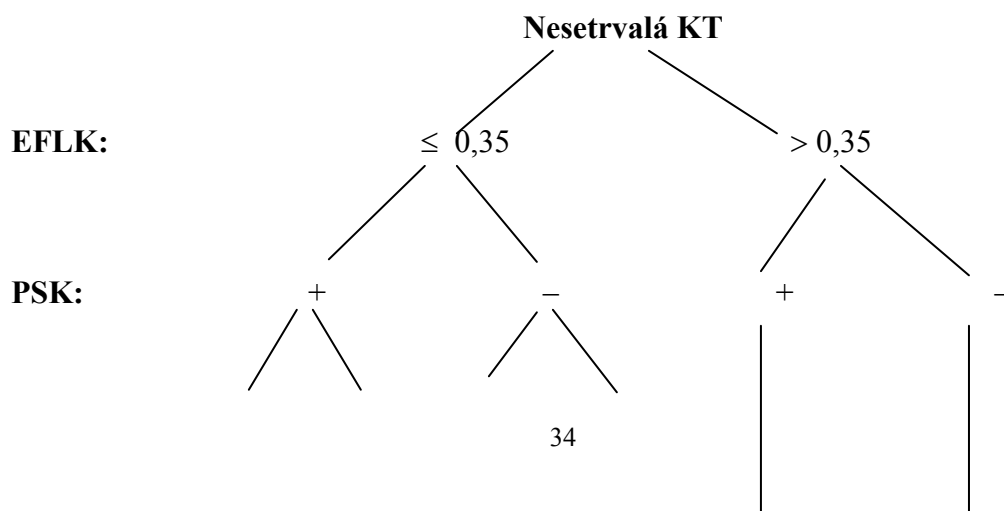 Nesetrvalá KT
EFLK: ≤ 0,35 > 0,35
PSK: + – + –
34